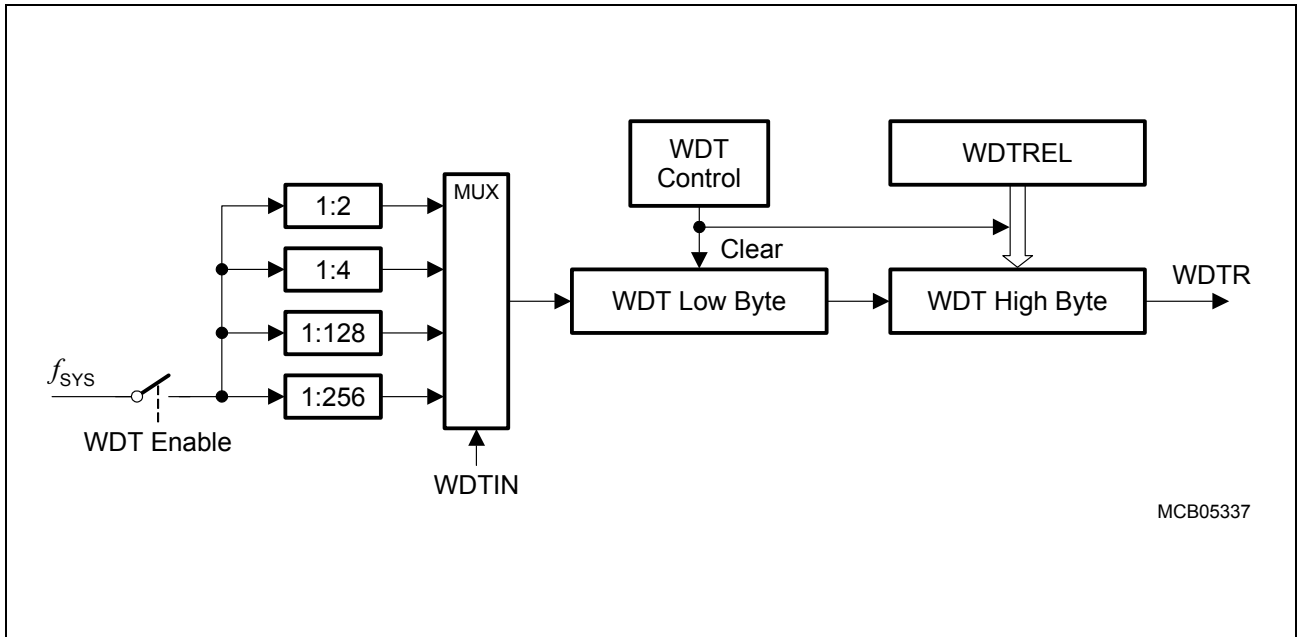 WDT
Control
WDTREL
MUX
1:2
1:4
1:128
1:256
Clear
WDT Low Byte
WDT High Byte
WDTR
fSYS
WDT Enable
WDTIN
MCB05337